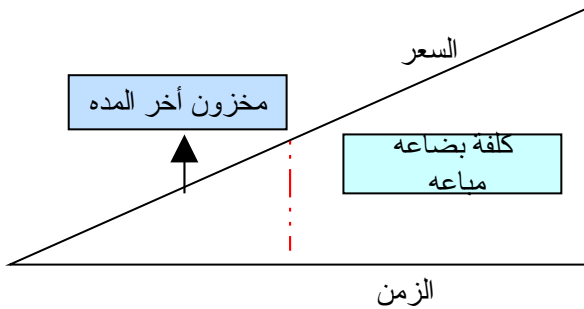 السعر
مخزون أخر المده
كلفة بضاعه
مباعه
الزمن